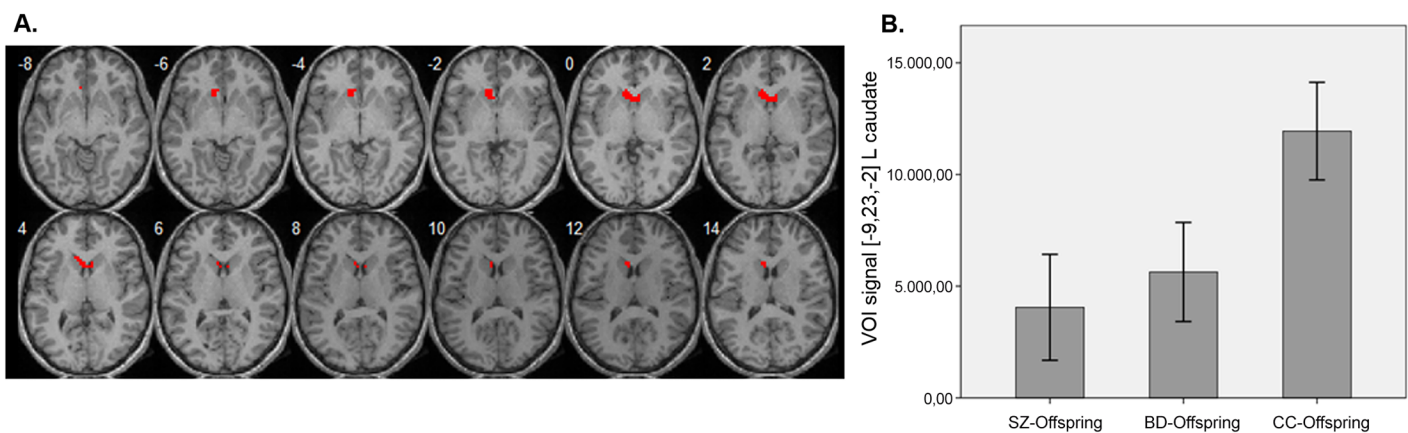 A.
-8 -6 -4 -2 0 2
4 6 8 10 12 14
B.
VOI signal [-9,23,-2] L caudate
15.000,00
10.000,00
5.000,00
0,00
SZ-Offspring BD-Offspring CC-Offspring